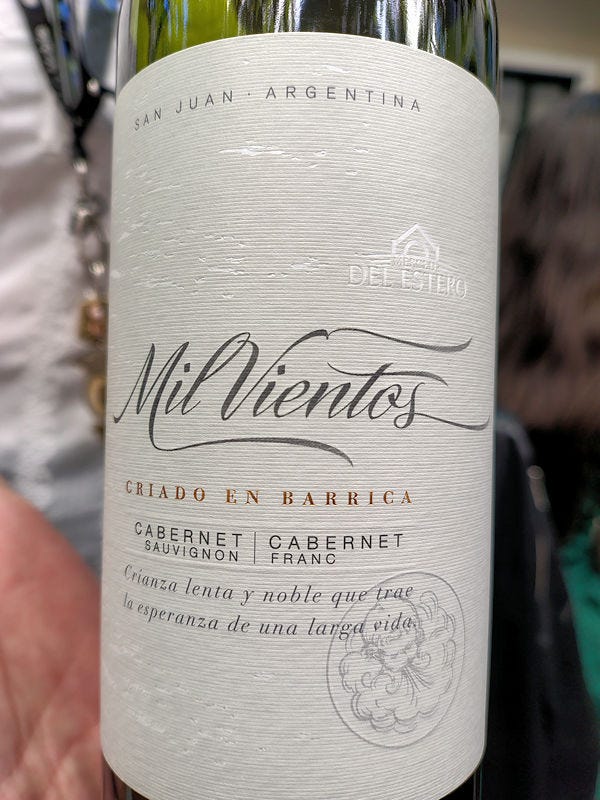 SAN JUAN · ARGENTINA
DEL ESTERO
Mil Vientos
CRIADO EN BARRICA
CABERNET SAUVIGNON | CABERNET FRANC
Crianza lenta y noble que trae
la esperanza de una larga vida.